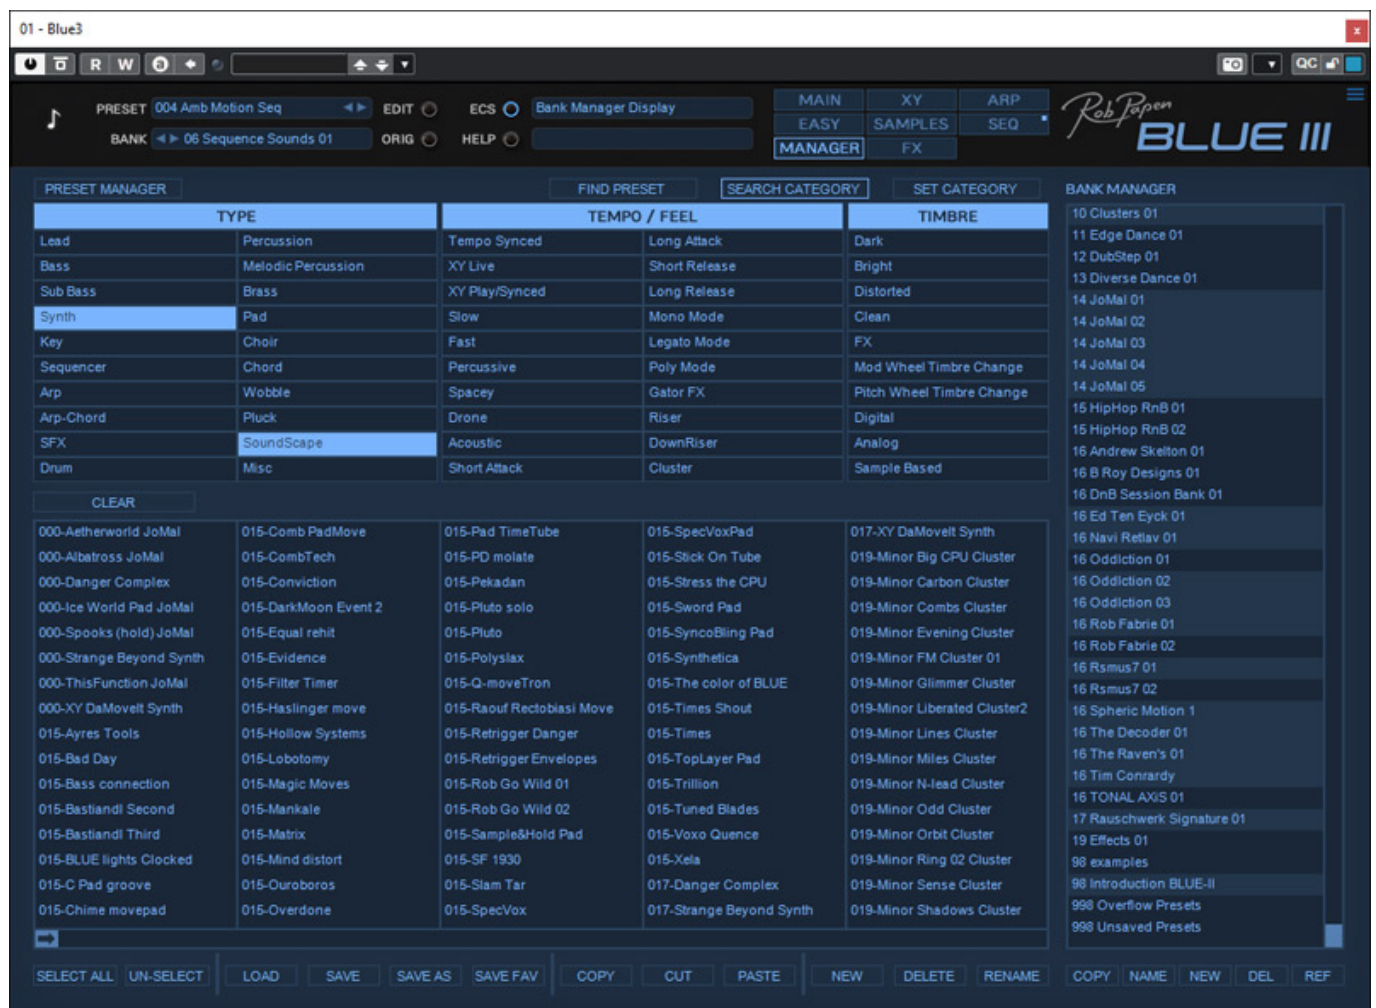 01 - Blue3
x
R W
QC
PRESET 004 Amb Motion Seq EDIT ECS Bank Manager Display
BANK 06 Sequence Sounds 01 ORIG HELP
MAIN XY ARP
EASY SAMPLES SEQ
MANAGER FX
Rob Papen
BLUE III
PRESET MANAGER FIND PRESET SEARCH CATEGORY SET CATEGORY BANK MANAGER
TYPE TEMPO / FEEL TIMBRE
Lead Percussion Tempo Synced Long Attack Dark
Bass Melodic Percussion XY Live Short Release Bright
Sub Bass Brass XY Play/Synced Long Release Distorted
Synth Pad Slow Mono Mode Clean
Key Choir Fast Legato Mode FX
Sequencer Chord Percussive Poly Mode Mod Wheel Timbre Change
Arp Wobble Spacey Gator FX Pitch Wheel Timbre Change
Arp-Chord Pluck Drone Riser Digital
SFX SoundScape Acoustic DownRiser Analog
Drum Misc Short Attack Cluster Sample Based
CLEAR
000-Aetherworld JoMal 015-Comb PadMove 015-Pad TimeTube 015-SpecVoxPad 017-XY DaMoveIt Synth
000-Albatross JoMal 015-CombTech 015-PD molate 015-Stick On Tube 019-Minor Big CPU Cluster
000-Danger Complex 015-Conviction 015-Pekadan 015-Stress the CPU 019-Minor Carbon Cluster
000-Ice World Pad JoMal 015-DarkMoon Event 2 015-Pluto solo 015-Sword Pad 019-Minor Combs Cluster
000-Spooks (hold) JoMal 015-Equal rehit 015-Pluto 015-SyncoBling Pad 019-Minor Evening Cluster
000-Strange Beyond Synth 015-Evidence 015-Polyslax 015-Synthetica 019-Minor FM Cluster 01
000-ThisFunction JoMal 015-Filter Timer 015-Q-moveTron 015-The color of BLUE 019-Minor Glimmer Cluster
000-XY DaMoveIt Synth 015-Haslinger move 015-Raouf Rectobiasi Move 015-Times Shout 019-Minor Liberated Cluster2
015-Ayres Tools 015-Hollow Systems 015-Retrigger Danger 015-Times 019-Minor Lines Cluster
015-Bad Day 015-Lobotomy 015-Retrigger Envelopes 015-TopLayer Pad 019-Minor Miles Cluster
015-Bass connection 015-Magic Moves 015-Rob Go Wild 01 015-Trillion 019-Minor N-lead Cluster
015-Bastiandl Second 015-Mankale 015-Rob Go Wild 02 015-Tuned Blades 019-Minor Odd Cluster
015-Bastiandl Third 015-Matrix 015-Sample&Hold Pad 015-Voxo Quence 019-Minor Orbit Cluster
015-BLUE lights Clocked 015-Mind distort 015-SF 1930 015-Xela 019-Minor Ring 02 Cluster
015-C Pad groove 015-Ouroboros 015-Slam Tar 017-Danger Complex 019-Minor Sense Cluster
015-Chime movepad 015-Overdone 015-SpecVox 017-Strange Beyond Synth 019-Minor Shadows Cluster
10 Clusters 01
11 Edge Dance 01
12 DubStep 01
13 Diverse Dance 01
14 JoMal 01
14 JoMal 02
14 JoMal 03
14 JoMal 04
14 JoMal 05
15 HipHop RnB 01
15 HipHop RnB 02
16 Andrew Skelton 01
16 B Roy Designs 01
16 DnB Session Bank 01
16 Ed Ten Eyck 01
16 Navi Retlav 01
16 OddIction 01
16 OddIction 02
16 OddIction 03
16 Rob Fabrie 01
16 Rob Fabrie 02
16 Rsmus7 01
16 Rsmus7 02
16 Spheric Motion 1
16 The Decoder 01
16 The Raven's 01
16 Tim Conrardy
16 TONAL AXiS 01
17 Rauschwerk Signature 01
19 Effects 01
98 examples
98 Introduction BLUE-II
998 Overflow Presets
998 Unsaved Presets
SELECT ALL UN-SELECT LOAD SAVE SAVE AS SAVE FAV COPY CUT PASTE NEW DELETE RENAME COPY NAME NEW DEL REF